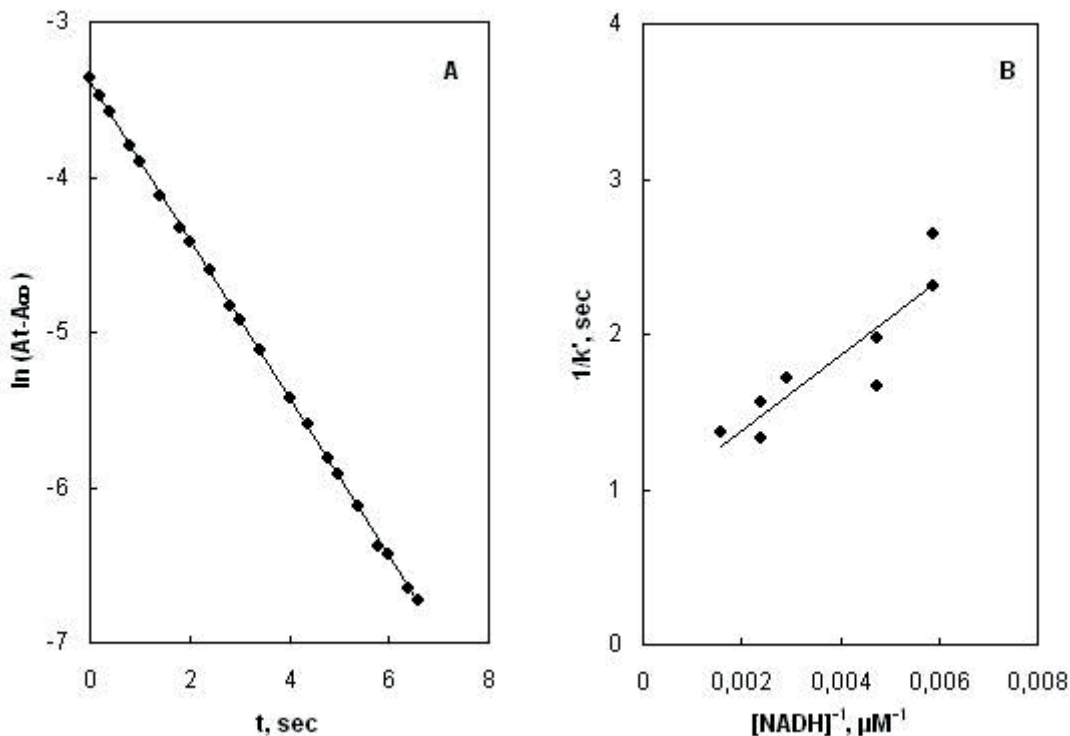 A
ln (At-A∞)
-3
-4
-5
-6
-7
0 2 4 6 8
t, sec
B
1/k', sec
4
3
2
1
0
0 0,002 0,004 0,006 0,008
[NADH]⁻¹, µM⁻¹